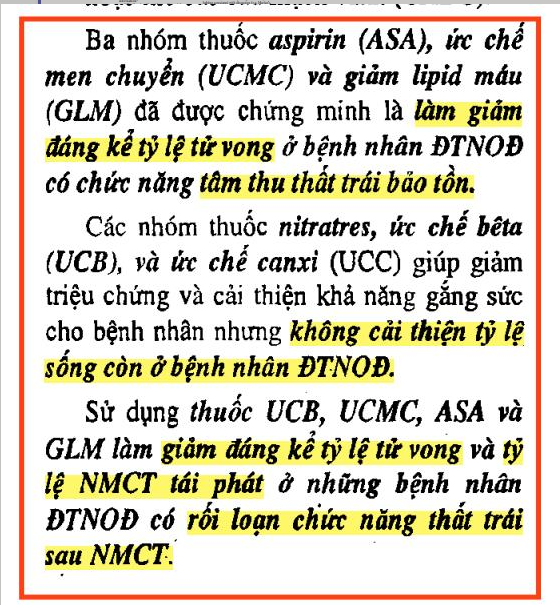 Ba nhóm thuốc aspirin (ASA), ức chế
men chuyển (UCMC) và giảm lipid máu
(GLM) đã được chứng minh là làm giảm
đáng kể tỷ lệ tử vong ở bệnh nhân ĐTNOĐ
có chức năng tâm thu thất trái bảo tồn.
Các nhóm thuốc nitratres, ức chế bêta
(UCB), và ức chế canxi (UCC) giúp giảm
triệu chứng và cải thiện khả năng gắng sức
cho bệnh nhân nhưng không cải thiện tỷ lệ
sống còn ở bệnh nhân ĐTNOĐ.
Sử dụng thuốc UCB, UCMC, ASA và
GLM làm giảm đáng kể tỷ lệ tử vong và tỷ
lệ NMCT tái phát ở những bệnh nhân
ĐTNOĐ có rối loạn chức năng thất trái
sau NMCT.